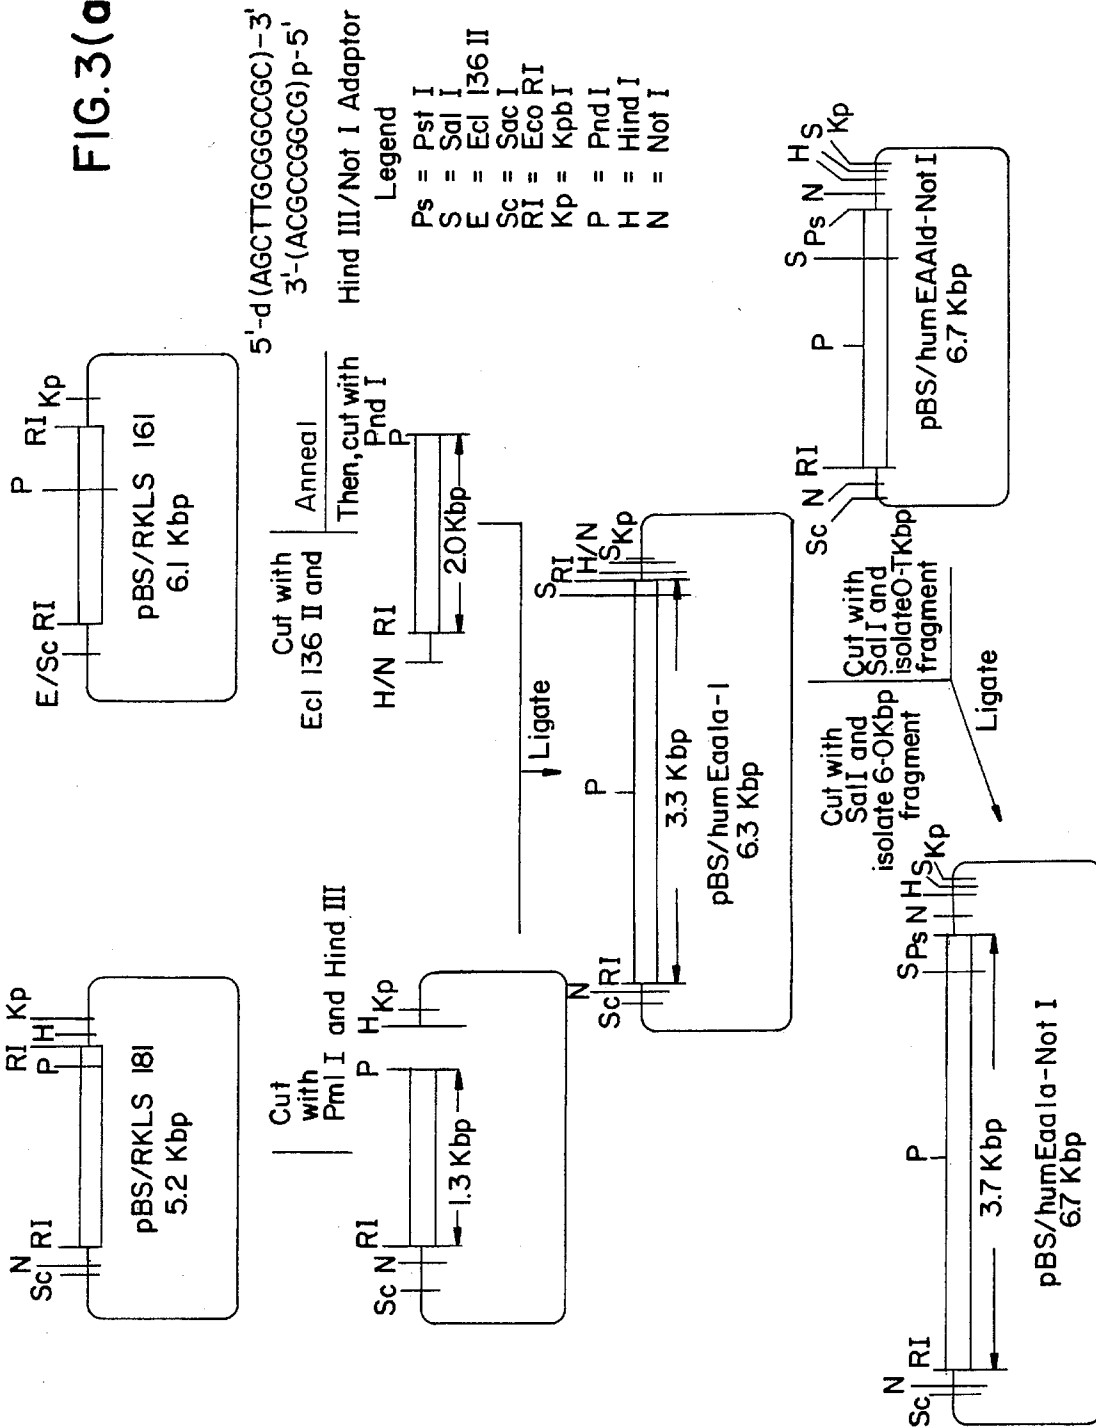 FIG.3(a
N
Sc
RI
RI
P
H
Kp
pBS/RKLS 181
5.2 Kbp
E/Sc
RI
P
RI
Kp
pBS/RKLS 161
6.1 Kbp
5'-d(AGCTTGCGGCCGC)-3'
3'-(ACGCCGGCG)p-5'
Hind III/Not I Adaptor
Legend
Ps = Pst I
S = Sal I
E = Ecl 136 II
Sc = Sac I
RI = Eco RI
Kp = KpbI
P = Pnd I
H = Hind I
N = Not I
Cut
with
Pml I and Hind III
Cut with
Ecl 136 II and
Anneal
Then, cut with
Pnd I
Sc
N
RI
P
H
Kp
1.3 Kbp
H/N
RI
P
2.0Kbp
Ligate
N
Sc
RI
P
S
RI
H/N
S
Kp
3.3 Kbp
pBS/humEaala-1
6.3 Kbp
Sc
N
RI
P
S
Ps
N
H
S
Kp
pBS/humEAAld-Not I
6.7 Kbp
Cut with
SalI and
isolate 6-0Kbp
fragment
Cut with
Sal I and
isolateO-TKbp
fragment
Ligate
N
Sc
RI
P
S
Ps
N
H
S
Kp
3.7 Kbp
pBS/humEaala-Not I
6.7 Kbp